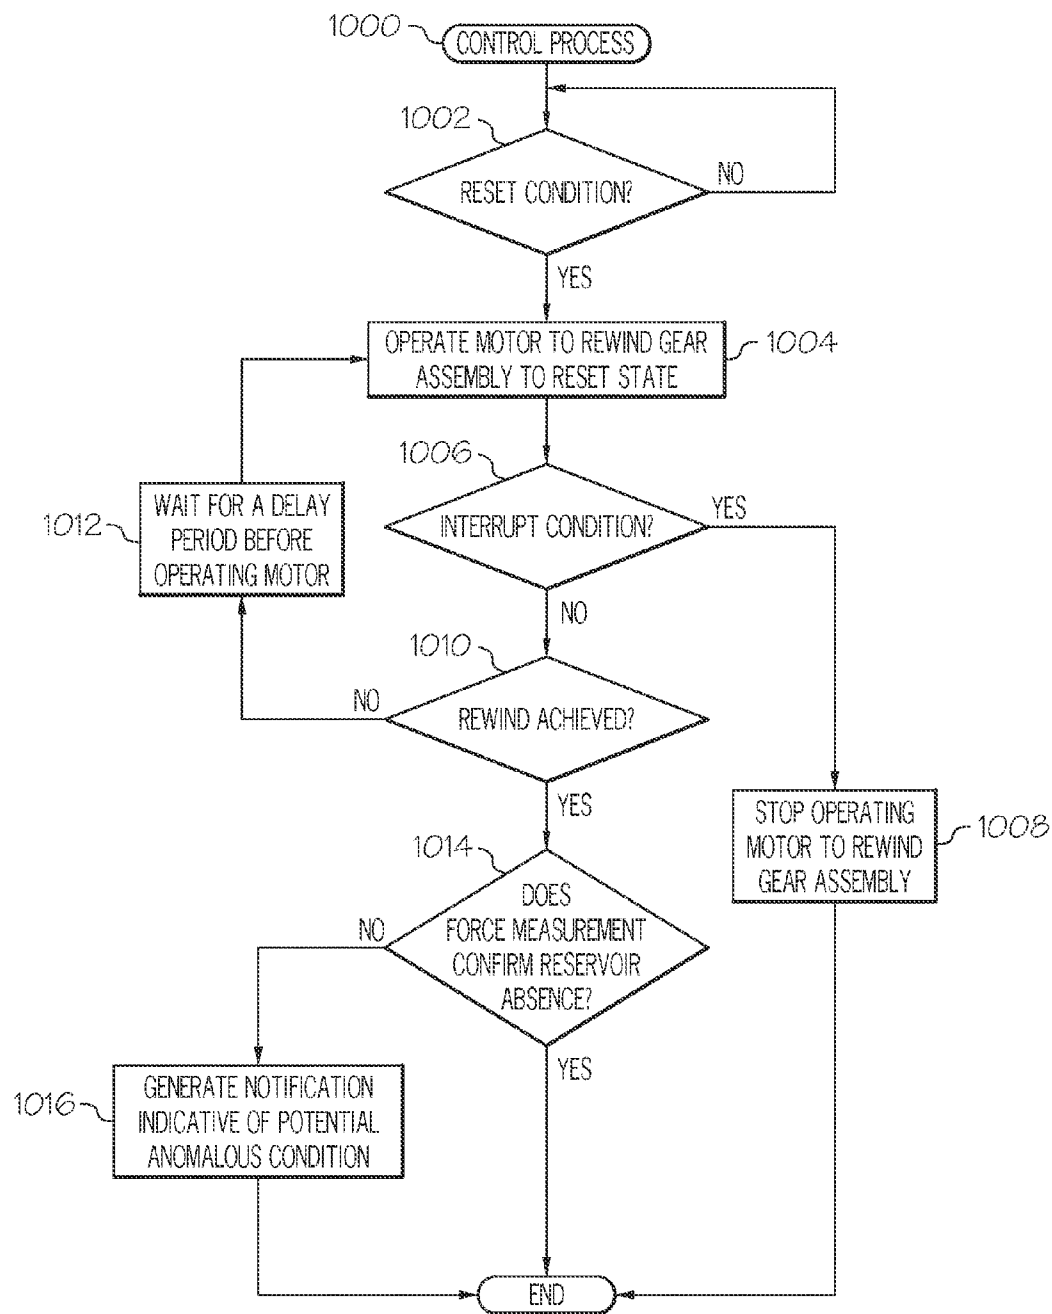 1000
CONTROL PROCESS
1002
RESET CONDITION?
NO
YES
OPERATE MOTOR TO REWIND GEAR
ASSEMBLY TO RESET STATE
1004
1006
INTERRUPT CONDITION?
YES
NO
WAIT FOR A DELAY
PERIOD BEFORE
OPERATING MOTOR
1012
1010
REWIND ACHIEVED?
NO
YES
STOP OPERATING
MOTOR TO REWIND
GEAR ASSEMBLY
1008
1014
DOES
FORCE MEASUREMENT
CONFIRM RESERVOIR
ABSENCE?
NO
YES
GENERATE NOTIFICATION
INDICATIVE OF POTENTIAL
ANOMALOUS CONDITION
1016
END